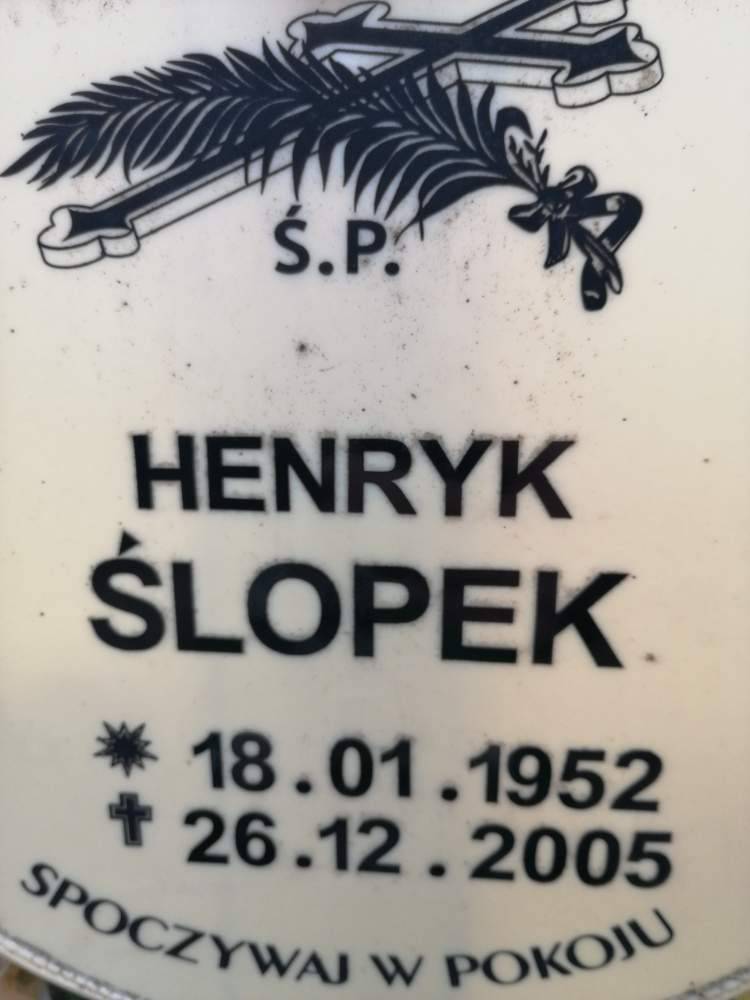 Ś.P.
HENRYK
ŚLOPEK
18.01.1952
26.12.2005
SPOCZYWAJ W POKOJU